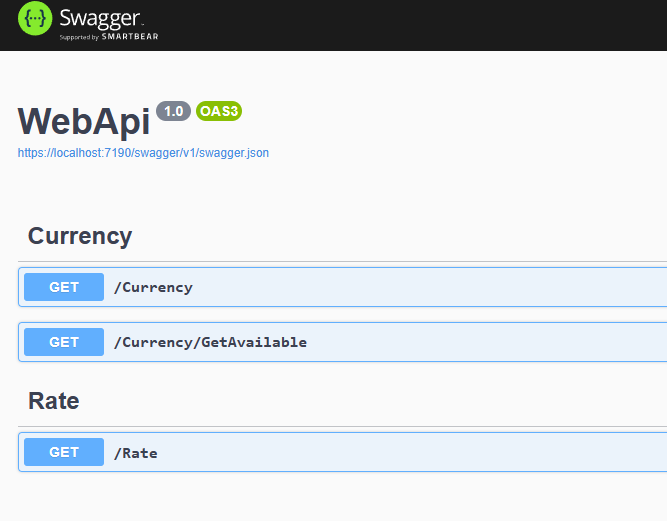 Swagger
Supported by SMARTBEAR
WebApi 1.0 OAS3
https://localhost:7190/swagger/v1/swagger.json
Currency
GET /Currency
GET /Currency/GetAvailable
Rate
GET /Rate